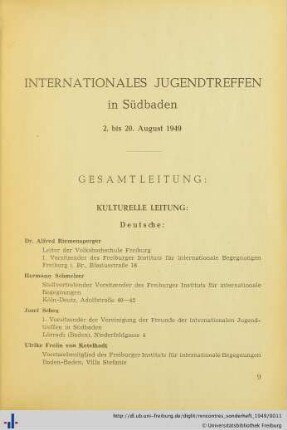 INTERNATIONALES JUGENDTREFFEN
in Südbaden
2. bis 20. August 1949
GESAMTLEITUNG:
KULTURELLE LEITUNG:
Deutsche:
Dr. Alfred Riemensperger
Leiter der Volkshochschule Freiburg
1. Vorsitzender des Freiburger Instituts für internationale Begegnungen
Freiburg i. Br., 16
Hermann Schmelzer
Stellvertretender Vorsitzender des Freiburger Instituts für internationale
Begegnungen
Köln-Deutz, Adolfstraße 40—42
Josef
1. Vorsitzender der Vereinigung der Freunde der internationalen Jugend-
treffen in Südbaden
Lörrach (Baden), 4
Ulrike Freiin von Ketelhodt
Vorstandsmitglied des Freiburger Instituts für internationale Begegnungen
Baden-Baden, Villa Stefanie
9
http://dl.ub.uni-freiburg.de/diglit/rencontres_sonderheft_1949/0011
© Universitätsbibliothek Freiburg